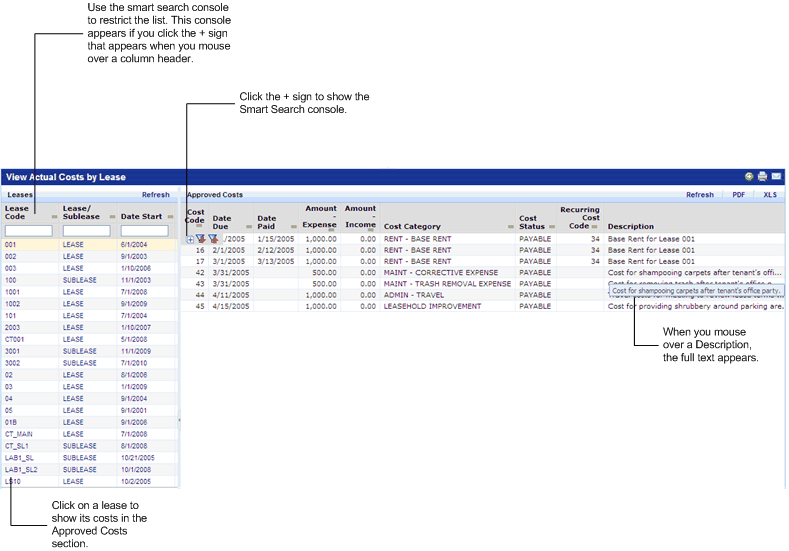 Use the smart search console
to restrict the list. This console
appears if you click the + sign
that appears when you mouse
over a column header.
Click the + sign to show the
Smart Search console.
View Actual Costs by Lease
Leases Refresh
Lease Code Lease/ Sublease Date Start
001 LEASE 6/1/2004
002 LEASE 9/1/2003
003 LEASE 1/10/2006
100 SUBLEASE 11/1/2003
1001 LEASE 7/1/2008
1002 LEASE 9/1/2009
101 LEASE 7/1/2004
2003 LEASE 1/10/2007
CT001 LEASE 5/1/2008
3001 SUBLEASE 11/1/2009
3002 SUBLEASE 7/1/2010
02 LEASE 8/1/2006
03 LEASE 1/1/2009
04 LEASE 9/1/2009
05 LEASE 9/1/2001
01B LEASE 9/1/2006
CT_MAIN LEASE 7/1/2008
CT_SL1 SUBLEASE 8/1/2008
LAB1_SL SUBLEASE 10/21/2005
LAB1_SL2 SUBLEASE 10/1/2008
LS10 LEASE 10/2/2005
Approved Costs Refresh PDF XLS
Cost Code Date Due Date Paid Amount - Expense Amount - Income Cost Category Cost Status Recurring Cost Code Description
/2005 1/15/2005 1,000.00 0.00 RENT - BASE RENT PAYABLE 34 Base Rent for Lease 001
16 2/1/2005 2/12/2005 1,000.00 0.00 RENT - BASE RENT PAYABLE 34 Base Rent for Lease 001
17 3/1/2005 3/13/2005 1,000.00 0.00 RENT - BASE RENT PAYABLE 34 Base Rent for Lease 001
42 3/31/2005 500.00 0.00 MAINT - CORRECTIVE EXPENSE PAYABLE Cost for shampooing carpets after tenant's offi...
43 3/31/2005 500.00 0.00 MAINT - TRASH REMOVAL EXPENSE PAYABLE
Cost for shampooing carpets after tenant's office party.
44 4/11/2005 1,000.00 0.00 ADMIN - TRAVEL PAYABLE
45 4/15/2005 1,000.00 0.00 LEASEHOLD IMPROVEMENT PAYABLE Cost for providing shrubbery around parking are...
When you mouse
over a Description,
the full text appears.
Click on a lease to
show its costs in the
Approved Costs
section.